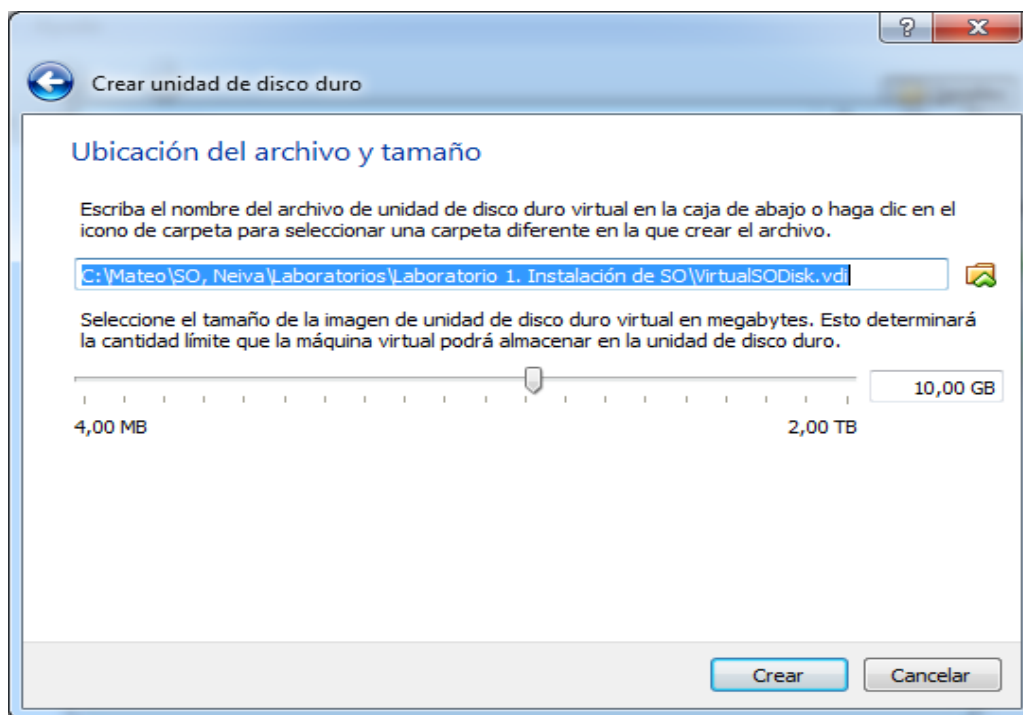 Crear unidad de disco duro
Ubicación del archivo y tamaño
Escriba el nombre del archivo de unidad de disco duro virtual en la caja de abajo o haga clic en el
icono de carpeta para seleccionar una carpeta diferente en la que crear el archivo.
C:\Mateo\SO, Neiva\Laboratorios\Laboratorio 1. Instalación de SO\VirtualSODisk.vdi
Seleccione el tamaño de la imagen de unidad de disco duro virtual en megabytes. Esto determinará
la cantidad límite que la máquina virtual podrá almacenar en la unidad de disco duro.
10,00 GB
4,00 MB 2,00 TB
Crear Cancelar